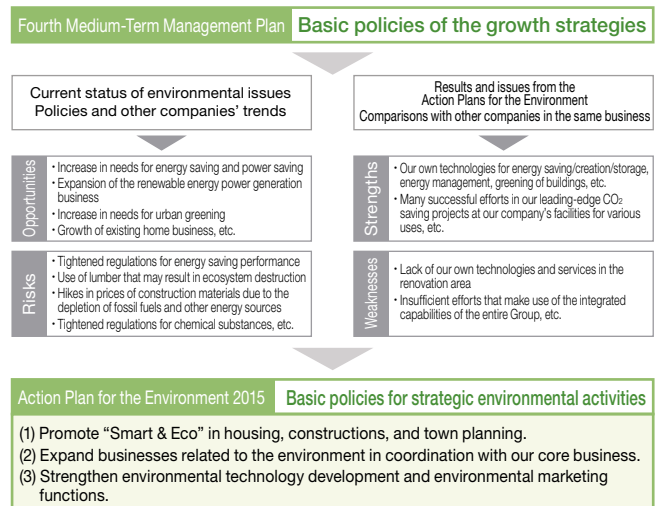 Fourth Medium-Term Management Plan Basic policies of the growth strategies
Current status of environmental issues
Policies and other companies' trends
Results and issues from the
Action Plans for the Environment
Comparisons with other companies in the same business
Opportunities
・Increase in needs for energy saving and power saving
・Expansion of the renewable energy power generation
business
・Increase in needs for urban greening
・Growth of existing home business, etc.
Strengths
・Our own technologies for energy saving/creation/storage,
energy management, greening of buildings, etc.
・Many successful efforts in our leading-edge CO₂
saving projects at our company's facilities for various
uses, etc.
Risks
・Tightened regulations for energy saving performance
・Use of lumber that may result in ecosystem destruction
・Hikes in prices of construction materials due to the
depletion of fossil fuels and other energy sources
・Tightened regulations for chemical substances, etc.
Weaknesses
・Lack of our own technologies and services in the
renovation area
・Insufficient efforts that make use of the integrated
capabilities of the entire Group, etc.
Action Plan for the Environment 2015 Basic policies for strategic environmental activities
(1) Promote “Smart & Eco” in housing, constructions, and town planning.
(2) Expand businesses related to the environment in coordination with our core business.
(3) Strengthen environmental technology development and environmental marketing
functions.